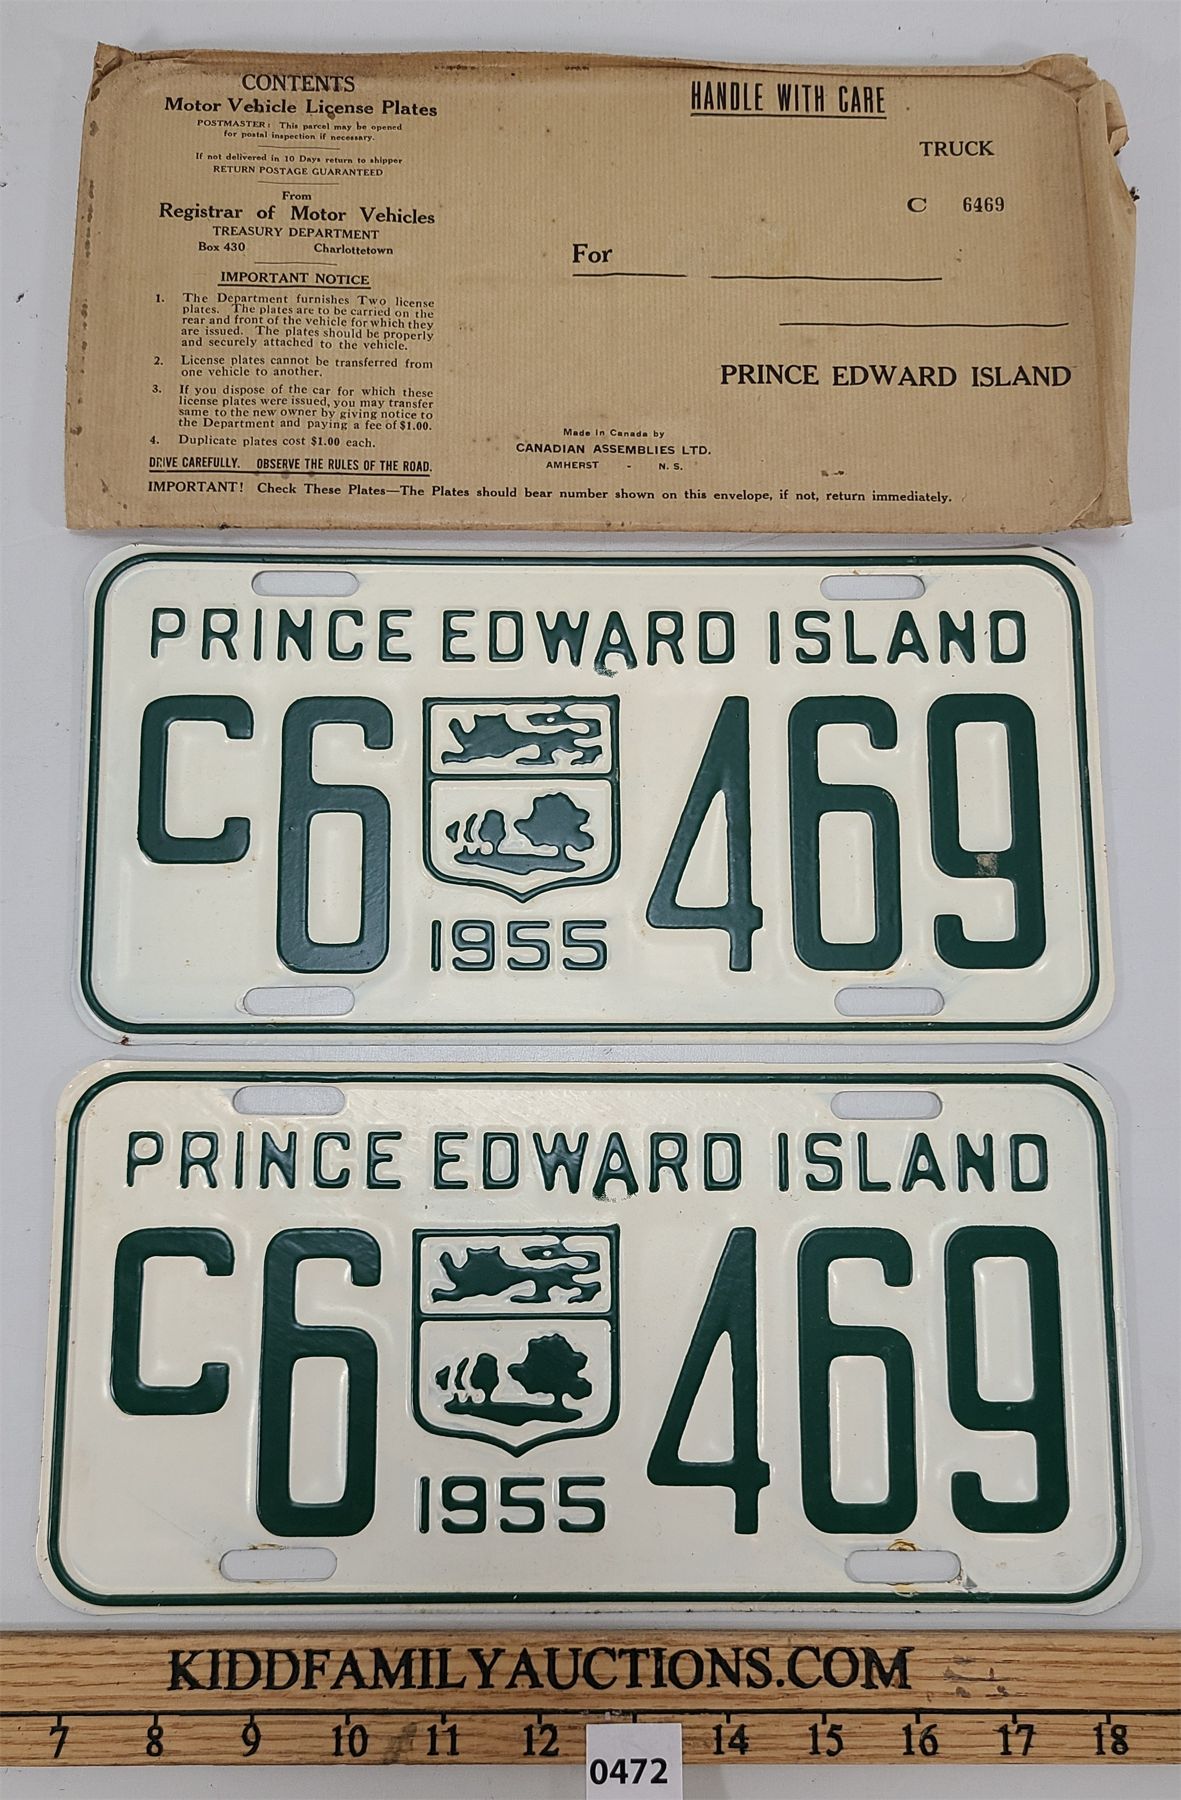 CONTENTS
Motor Vehicle License Plates
POSTMASTER: This parcel may be opened
for postal inspection if necessary.
If not delivered in 10 Days return to shipper
RETURN POSTAGE GUARANTEED
From
Registrar of Motor Vehicles
TREASURY DEPARTMENT
Box 430 Charlottetown
IMPORTANT NOTICE
1. The Department furnishes Two license
plates. The plates are to be carried on the
rear and front of the vehicle for which they
are issued. The plates should be properly
and securely attached to the vehicle.
2. License plates cannot be transferred from
one vehicle to another.
3. If you dispose of the car for which these
license plates were issued, you may transfer
same to the new owner by giving notice to
the Department and paying a fee of $1.00.
4. Duplicate plates cost $1.00 each.
DRIVE CAREFULLY. OBSERVE THE RULES OF THE ROAD.
HANDLE WITH CARE
TRUCK
C 6469
For
PRINCE EDWARD ISLAND
Made in Canada by
CANADIAN ASSEMBLIES LTD.
AMHERST - N. S.
IMPORTANT! Check These Plates—The Plates should bear number shown on this envelope, if not, return immediately.
PRINCE EDWARD ISLAND
C6 469
1955
PRINCE EDWARD ISLAND
C6 469
1955
KIDDFAMILYAUCTIONS.COM
7 8 9 10 11 12 14 15 16 17 18
0472